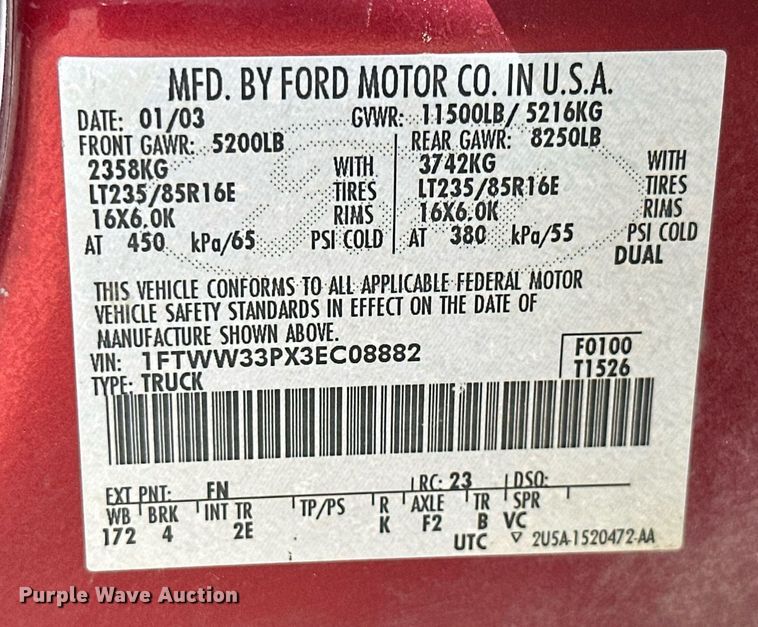 MFD. BY FORD MOTOR CO. IN U.S.A.
DATE: 01/03 GVWR: 11500LB/ 5216KG
FRONT GAWR: 5200LB REAR GAWR: 8250LB
2358KG WITH 3742KG WITH
LT235/85R16E TIRES LT235/85R16E TIRES
16X6.0K RIMS 16X6.0K RIMS
AT 450 kPa/65 PSI COLD AT 380 kPa/55 PSI COLD
DUAL
THIS VEHICLE CONFORMS TO ALL APPLICABLE FEDERAL MOTOR
VEHICLE SAFETY STANDARDS IN EFFECT ON THE DATE OF
MANUFACTURE SHOWN ABOVE.
VIN: 1FTWW33PX3EC08882 F0100
TYPE: TRUCK T1526
EXT PNT: FN RC: 23 DSO:
WB BRK INT TR TP/PS R AXLE TR SPR
172 4 2E K F2 B VC
UTC ▽ 2U5A-1520472-AA
Purple Wave Auction